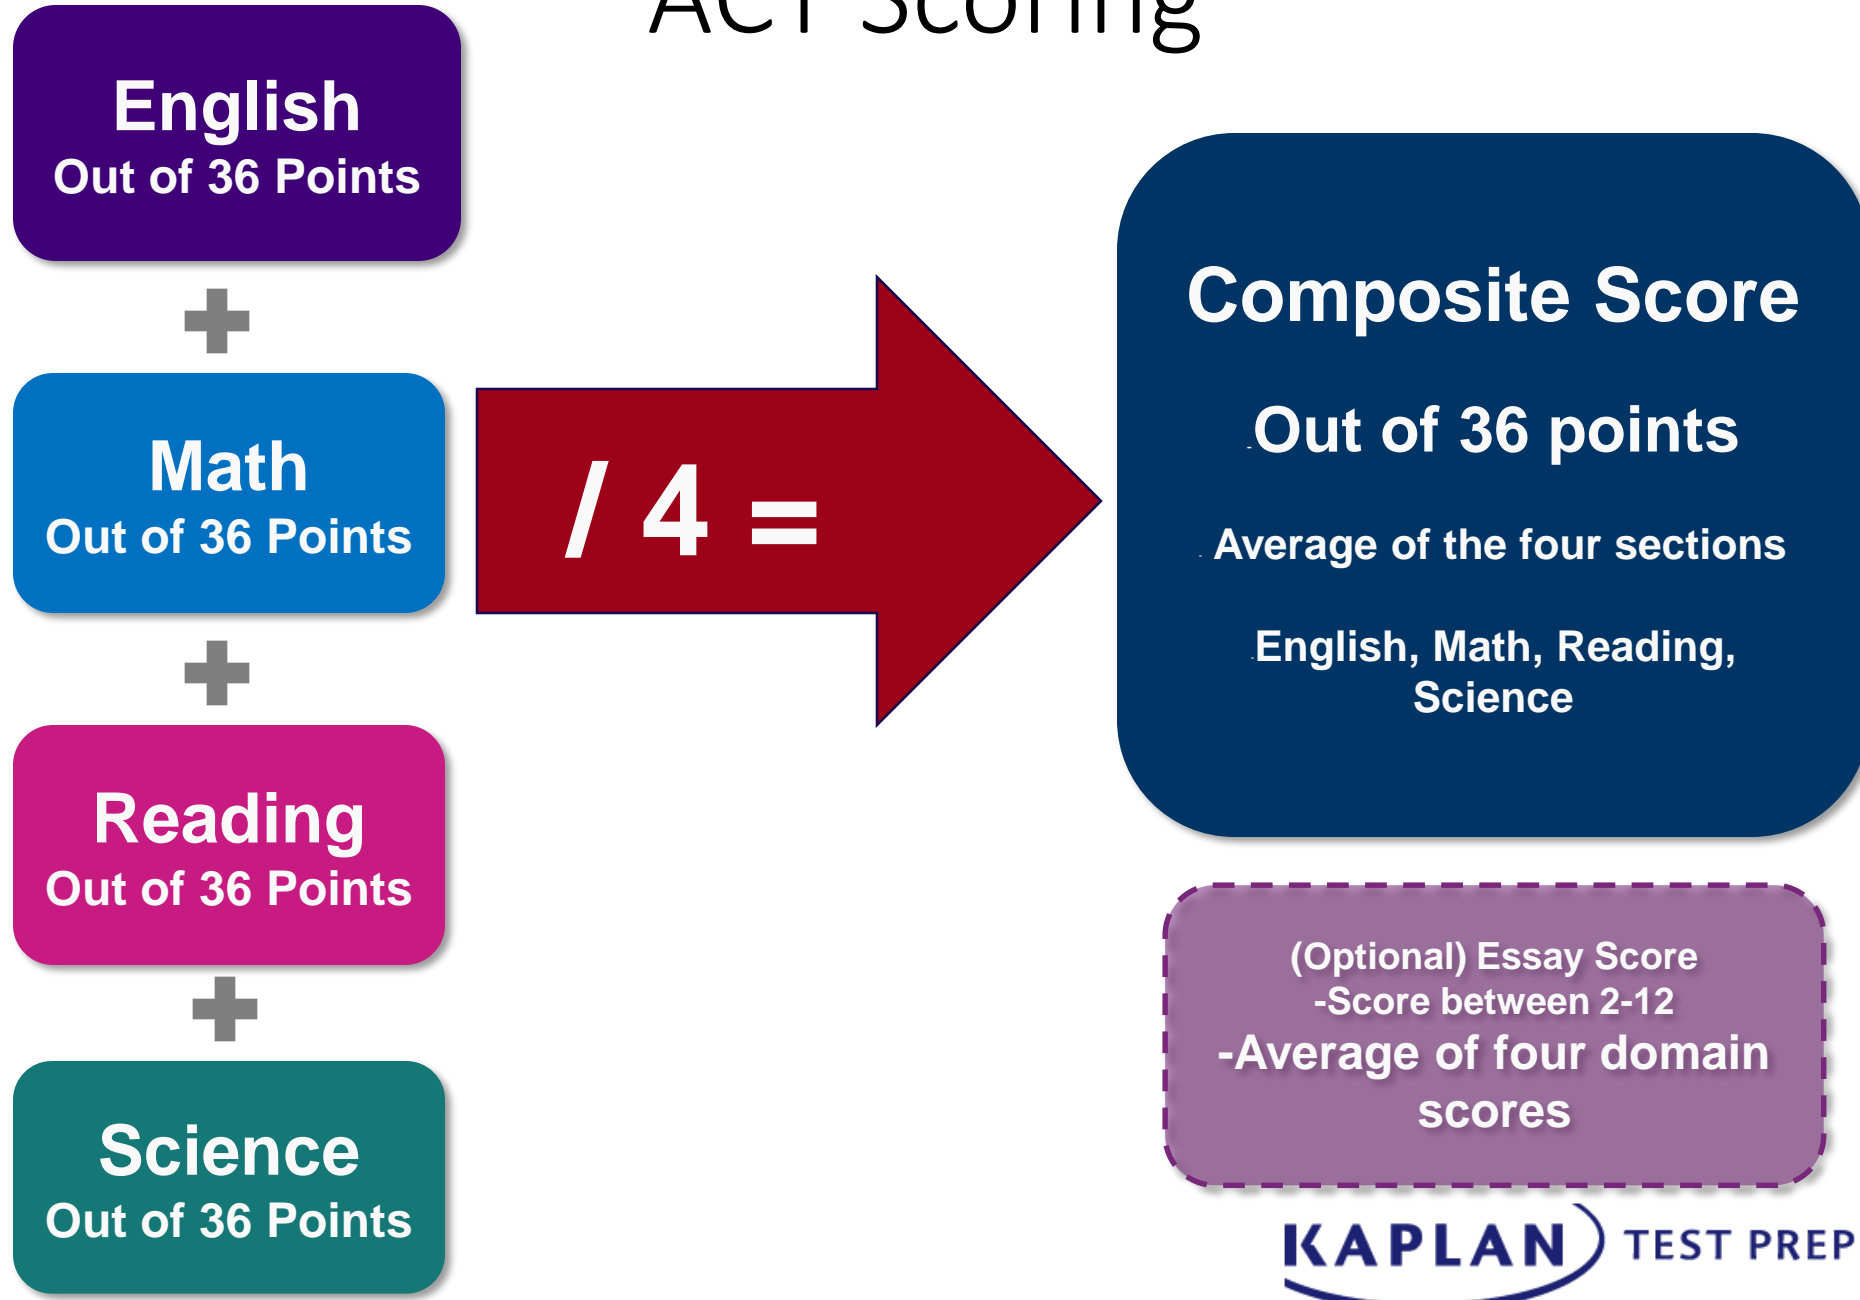 ACT Scoring
English
Out of 36 Points
Math
Out of 36 Points
Reading
Out of 36 Points
Science
Out of 36 Points
/ 4 =
Composite Score
-Out of 36 points
- Average of the four sections
-English, Math, Reading,
Science
(Optional) Essay Score
-Score between 2-12
-Average of four domain
scores
KAPLAN TEST PREP